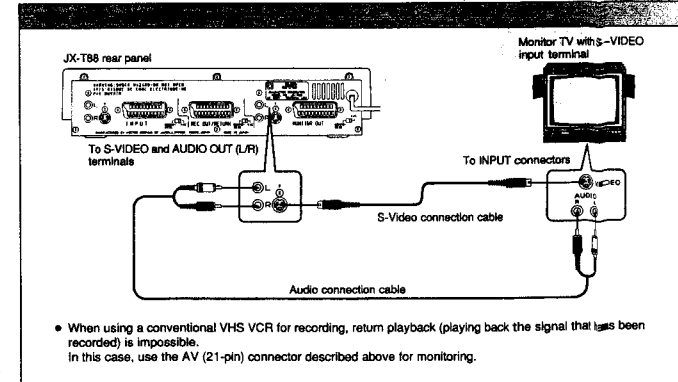 Monitor TV with S-VIDEO
input terminal
JX-T88 rear panel
JVC
INPUT
REC OUT/RETURN
MONITOR OUT
To S-VIDEO and AUDIO OUT (L/R)
terminals
To INPUT connectors
L
R
VIDEO
AUDIO
R L
S-Video connection cable
Audio connection cable
• When using a conventional VHS VCR for recording, return playback (playing back the signal that has been
recorded) is impossible.
In this case, use the AV (21-pin) connector described above for monitoring.